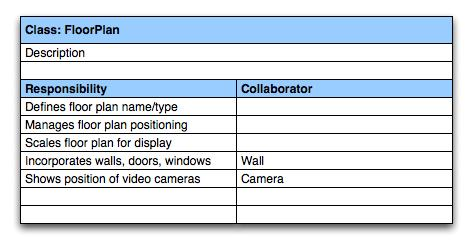 Class: FloorPlan
Description
Responsibility Collaborator
Defines floor plan name/type
Manages floor plan positioning
Scales floor plan for display
Incorporates walls, doors, windows Wall
Shows position of video cameras Camera